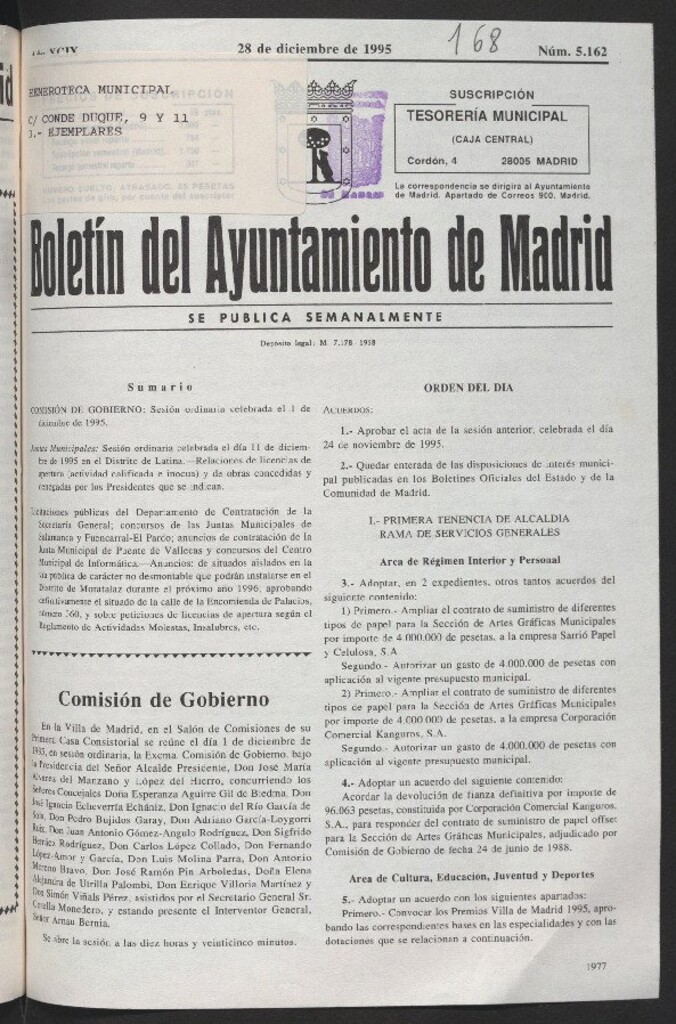 XCIX
28 de diciembre de 1995
168
Núm. 5.162
HEMEROTECA MUNICIPAL
C/ CONDE DUQUE, 9 Y 11
3.- EJEMPLARES
SUSCRIPCIÓN
TESORERÍA MUNICIPAL
(CAJA CENTRAL)
Cordón, 4 28005 MADRID
La correspondencia se dirigirá al Ayuntamiento
de Madrid. Apartado de Correos 900. Madrid.
Boletín del Ayuntamiento de Madrid
SE PUBLICA SEMANALMENTE
Depósito legal: M. 7.178-1958
Sumario
COMISIÓN DE GOBIERNO: Sesión ordinaria celebrada el 1 de
diciembre de 1995.
Juntas Municipales: Sesión ordinaria celebrada el día 11 de diciem-
bre de 1995 en el Distrito de Latina.—Relaciones de licencias de
apertura (actividad calificada e inocua) y de obras concedidas y
denegadas por los Presidentes que se indican.
Licitaciones públicas del Departamento de Contratación de la
Secretaría General; concursos de las Juntas Municipales de
Salamanca y Fuencarral-El Pardo; anuncios de contratación de la
Junta Municipal de Puente de Vallecas y concursos del Centro
Municipal de Informática.—Anuncios: de situados aislados en la
vía pública de carácter no desmontable que podrán instalarse en el
Distrito de Moratalaz durante el próximo año 1996; aprobando
definitivamente el situado de la calle de la Encomienda de Palacios,
número 360, y sobre peticiones de licencias de apertura según el
Reglamento de Actividades Molestas, Insalubres, etc.
Comisión de Gobierno
En la Villa de Madrid, en el Salón de Comisiones de su
Primera Casa Consistorial se reúne el día 1 de diciembre de
1995, en sesión ordinaria, la Excma. Comisión de Gobierno, bajo
la Presidencia del Señor Alcalde Presidente, Don José María
Álvarez del Manzano y López del Hierro, concurriendo los
Señores Concejales Doña Esperanza Aguirre Gil de Biedma, Don
José Ignacio Echeverría Echániz, Don Ignacio del Río García de
Sola, Don Pedro Bujidos Garay, Don Adriano García-Loygorri
Ruiz, Don Juan Antonio Gómez-Angulo Rodríguez, Don Sigfrido
Herráez Rodríguez, Don Carlos López Collado, Don Fernando
López-Amor y García, Don Luis Molina Parra, Don Antonio
Moreno Bravo, Don José Ramón Pin Arboledas, Doña Elena
Alejandra de Utrilla Palombi, Don Enrique Villoria Martínez y
Don Simón Viñals Pérez, asistidos por el Secretario General Sr.
Corella Monedero, y estando presente el Interventor General,
Señor Arnau Bernia.
Se abre la sesión a las diez horas y veinticinco minutos.
ORDEN DEL DIA
ACUERDOS:
1.- Aprobar el acta de la sesión anterior, celebrada el día
24 de noviembre de 1995.
2.- Quedar enterada de las disposiciones de interés munici-
pal publicadas en los Boletines Oficiales del Estado y de la
Comunidad de Madrid.
I.- PRIMERA TENENCIA DE ALCALDIA
RAMA DE SERVICIOS GENERALES
Area de Régimen Interior y Personal
3.- Adoptar, en 2 expedientes, otros tantos acuerdos del
siguiente contenido:
1) Primero.- Ampliar el contrato de suministro de diferentes
tipos de papel para la Sección de Artes Gráficas Municipales
por importe de 4.000.000 de pesetas, a la empresa Sarrió Papel
y Celulosa, S.A
Segundo - Autorizar un gasto de 4.000.000 de pesetas con
aplicación al vigente presupuesto municipal.
2) Primero.- Ampliar el contrato de suministro de diferentes
tipos de papel para la Sección de Artes Gráficas Municipales
por importe de 4.000.000 de pesetas, a la empresa Corporación
Comercial Kanguros, S.A.
Segundo.- Autorizar un gasto de 4.000.000 de pesetas con
aplicación al vigente presupuesto municipal.
4.- Adoptar un acuerdo del siguiente contenido:
Acordar la devolución de fianza definitiva por importe de
96.063 pesetas, constituida por Corporación Comercial Kanguros,
S.A., para responder del contrato de suministro de papel offset
para la Sección de Artes Gráficas Municipales, adjudicado por
Comisión de Gobierno de fecha 24 de junio de 1988.
Area de Cultura, Educación, Juventud y Deportes
5.- Adoptar un acuerdo con los siguientes apartados:
Primero.- Convocar los Premios Villa de Madrid 1995, apro-
bando las correspondientes bases en las especialidades y con las
dotaciones que se relacionan a continuación.
1977